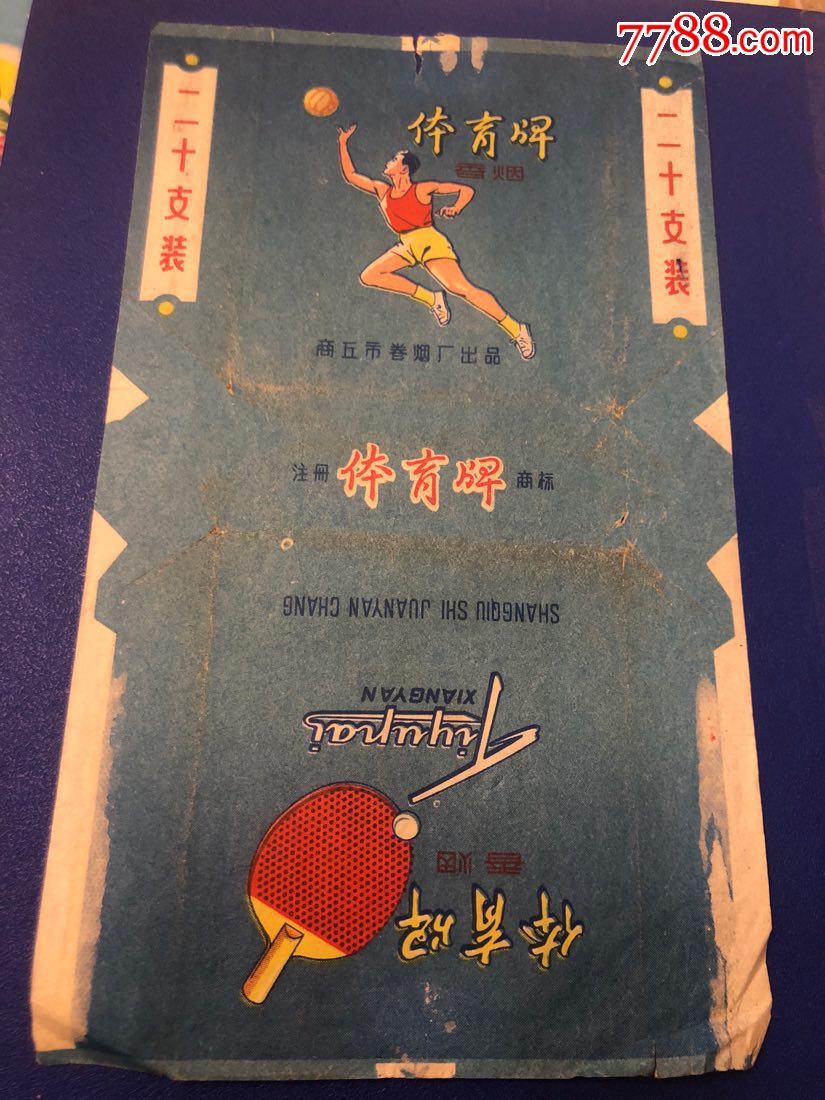 7788.com
二十支装
体育牌
香烟
二十支装
商丘市卷烟厂出品
注册 体育牌 商标
SHANGQIU SHI JUANYAN CHANG
XIANGYAN
Tiyupai
香烟
体育牌